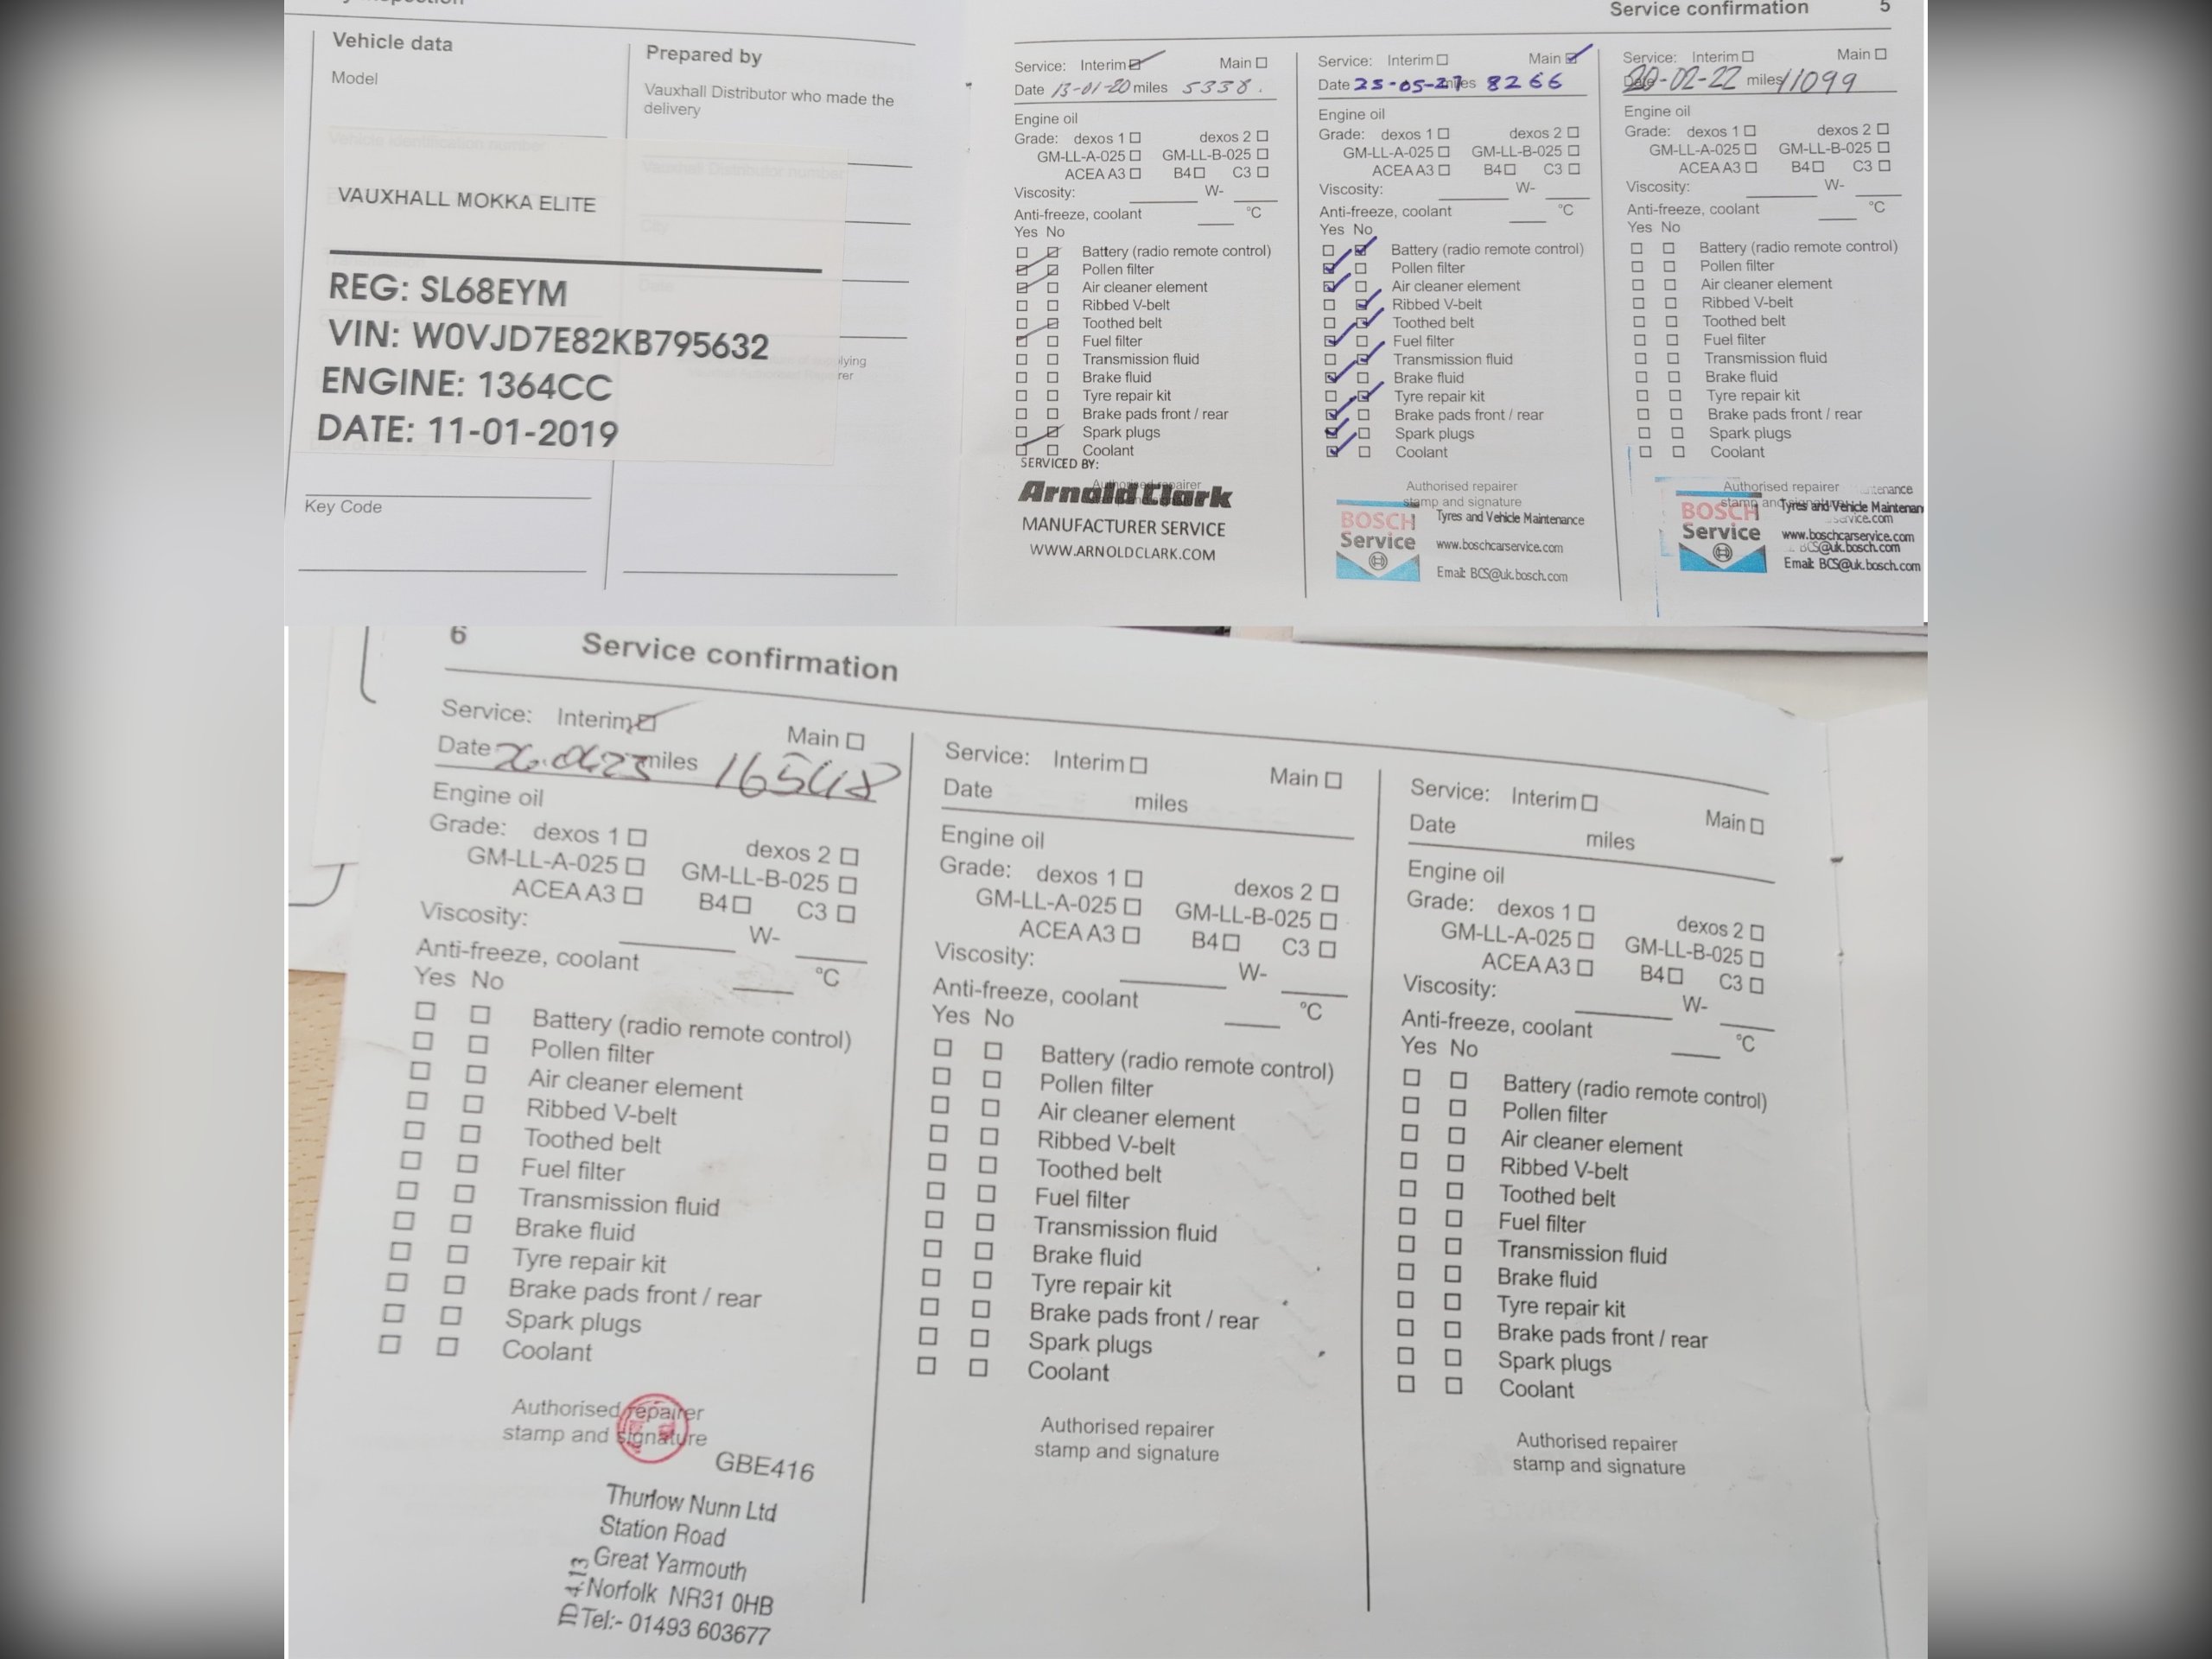 Vehicle data
Model
VAUXHALL MOKKA ELITE
REG: SL68EYM
VIN: W0VJD7E82KB795632
ENGINE: 1364CC
DATE: 11-01-2019
Key Code
Prepared by
Vauxhall Distributor who made the
delivery
Service confirmation 5
Service: Interim Main
Date 13-01-20 miles 5338.
Engine oil
Grade: dexos 1 dexos 2
GM-LL-A-025 GM-LL-B-025
ACEA A3 B4 C3
Viscosity: W-
Anti-freeze, coolant °C
Yes No
Battery (radio remote control)
Pollen filter
Air cleaner element
Ribbed V-belt
Toothed belt
Fuel filter
Transmission fluid
Brake fluid
Tyre repair kit
Brake pads front / rear
Spark plugs
Coolant
SERVICED BY:
Arnold Clark
MANUFACTURER SERVICE
WWW.ARNOLDCLARK.COM
Service: Interim Main
Date 25-05-21 miles 8266
Engine oil
Grade: dexos 1 dexos 2
GM-LL-A-025 GM-LL-B-025
ACEA A3 B4 C3
Viscosity: W-
Anti-freeze, coolant °C
Yes No
Battery (radio remote control)
Pollen filter
Air cleaner element
Ribbed V-belt
Toothed belt
Fuel filter
Transmission fluid
Brake fluid
Tyre repair kit
Brake pads front / rear
Spark plugs
Coolant
Authorised repairer
stamp and signature
BOSCH
Service
Tyres and Vehicle Maintenance
www.boschcarservice.com
Email: BCS@uk.bosch.com
Service: Interim Main
Date 20-02-22 miles 11099
Engine oil
Grade: dexos 1 dexos 2
GM-LL-A-025 GM-LL-B-025
ACEA A3 B4 C3
Viscosity: W-
Anti-freeze, coolant °C
Yes No
Battery (radio remote control)
Pollen filter
Air cleaner element
Ribbed V-belt
Toothed belt
Fuel filter
Transmission fluid
Brake fluid
Tyre repair kit
Brake pads front / rear
Spark plugs
Coolant
Authorised repairer
stamp and signature
BOSCH
Service
Tyres and Vehicle Maintenan
www.boschcarservice.com
BCS@uk.bosch.com
Email: BCS@uk.bosch.com
6 Service confirmation
Service: Interim Main
Date miles 16548
Engine oil
Grade: dexos 1 dexos 2
GM-LL-A-025 GM-LL-B-025
ACEA A3 B4 C3
Viscosity: W-
Anti-freeze, coolant °C
Yes No
Battery (radio remote control)
Pollen filter
Air cleaner element
Ribbed V-belt
Toothed belt
Fuel filter
Transmission fluid
Brake fluid
Tyre repair kit
Brake pads front / rear
Spark plugs
Coolant
Authorised repairer
stamp and signature
GBE416
Thurlow Nunn Ltd
Station Road
Great Yarmouth
Norfolk NR31 0HB
Tel:- 01493 603677
Service: Interim Main
Date miles
Engine oil
Grade: dexos 1 dexos 2
GM-LL-A-025 GM-LL-B-025
ACEA A3 B4 C3
Viscosity: W-
Anti-freeze, coolant °C
Yes No
Battery (radio remote control)
Pollen filter
Air cleaner element
Ribbed V-belt
Toothed belt
Fuel filter
Transmission fluid
Brake fluid
Tyre repair kit
Brake pads front / rear
Spark plugs
Coolant
Authorised repairer
stamp and signature
Service: Interim Main
Date miles
Engine oil
Grade: dexos 1 dexos 2
GM-LL-A-025 GM-LL-B-025
ACEA A3 B4 C3
Viscosity: W-
Anti-freeze, coolant °C
Yes No
Battery (radio remote control)
Pollen filter
Air cleaner element
Ribbed V-belt
Toothed belt
Fuel filter
Transmission fluid
Brake fluid
Tyre repair kit
Brake pads front / rear
Spark plugs
Coolant
Authorised repairer
stamp and signature